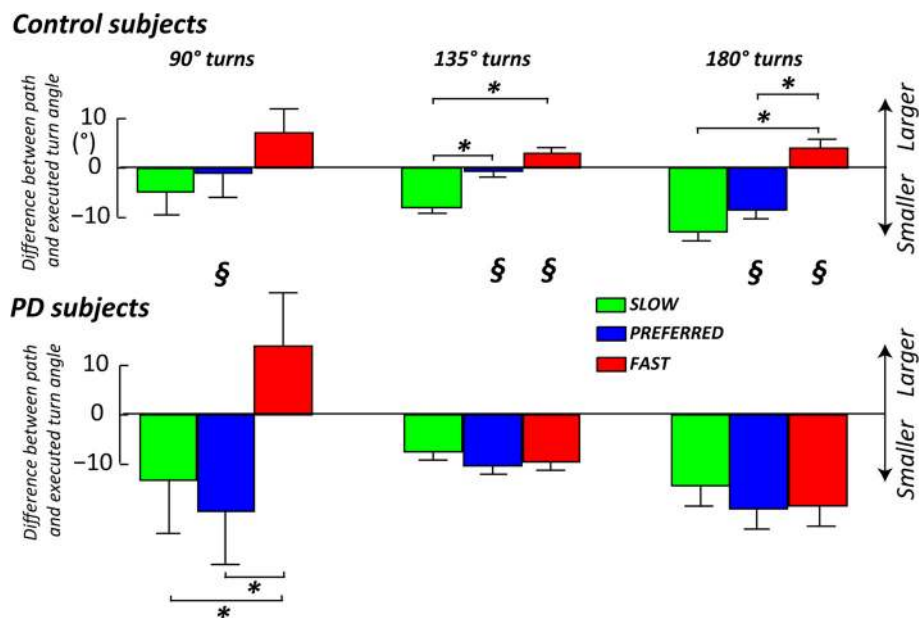 Control subjects
90° turns
135° turns
180° turns
Difference between path
and executed turn angle
10
(°)
0
−10
*
*
*
*
Larger
Smaller
§
§
§
§
§
PD subjects
SLOW
PREFERRED
FAST
Difference between path
and executed turn angle
10
0
−10
Larger
Smaller
*
*